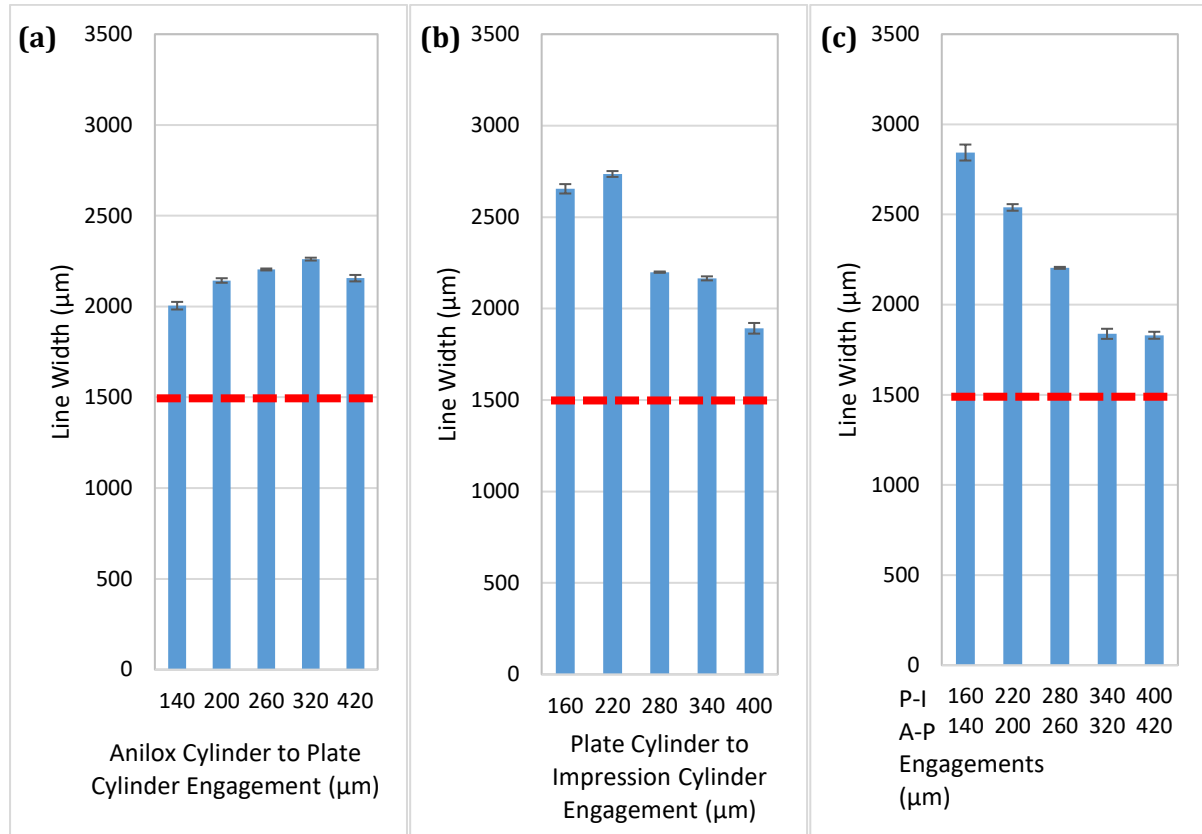 (a)
3500
3000
2500
2000
1500
1000
500
0
Line Width (µm)
140 200 260 320 420
Anilox Cylinder to Plate
Cylinder Engagement (µm)
(b)
3500
3000
2500
2000
1500
1000
500
0
Line Width (µm)
160 220 280 340 400
Plate Cylinder to
Impression Cylinder
Engagement (µm)
(c)
3500
3000
2500
2000
1500
1000
500
0
Line Width (µm)
P-I 160 220 280 340 400
A-P 140 200 260 320 420
Engagements
(µm)